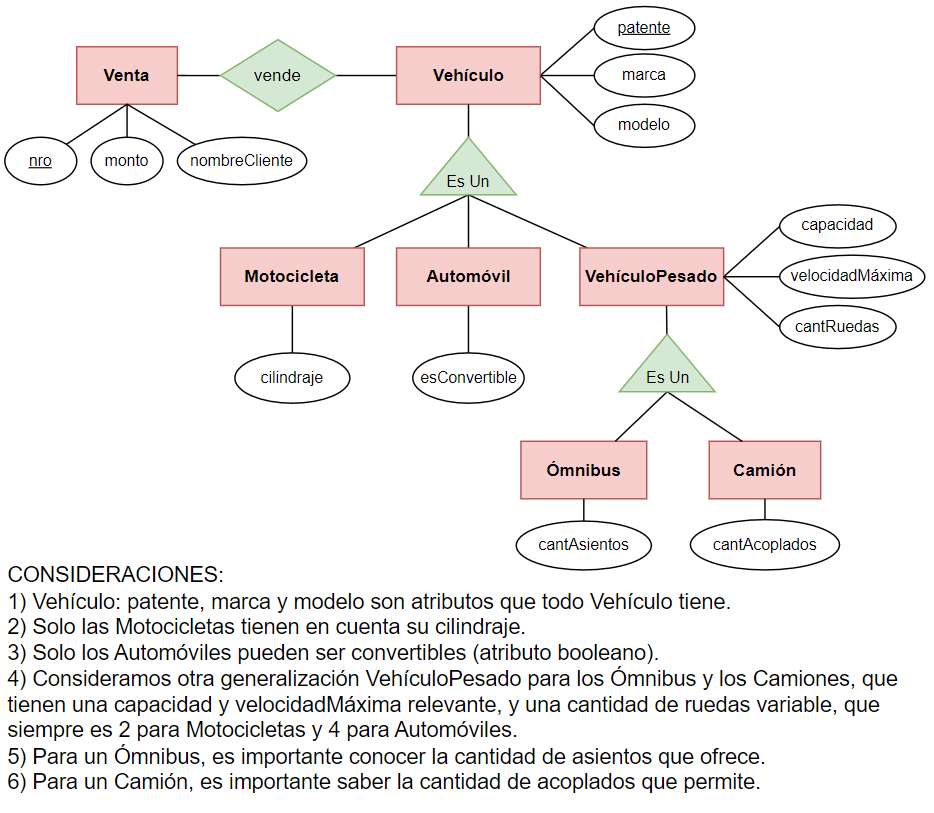 patente
Venta
vende
Vehículo
marca
modelo
nro
monto
nombreCliente
Es Un
capacidad
Motocicleta
Automóvil
VehículoPesado
velocidadMáxima
cantRuedas
cilindraje
esConvertible
Es Un
Ómnibus
Camión
cantAsientos
cantAcoplados
CONSIDERACIONES:
1) Vehículo: patente, marca y modelo son atributos que todo Vehículo tiene.
2) Solo las Motocicletas tienen en cuenta su cilindraje.
3) Solo los Automóviles pueden ser convertibles (atributo booleano).
4) Consideramos otra generalización VehículoPesado para los Ómnibus y los Camiones, que
tienen una capacidad y velocidadMáxima relevante, y una cantidad de ruedas variable, que
siempre es 2 para Motocicletas y 4 para Automóviles.
5) Para un Ómnibus, es importante conocer la cantidad de asientos que ofrece.
6) Para un Camión, es importante saber la cantidad de acoplados que permite.